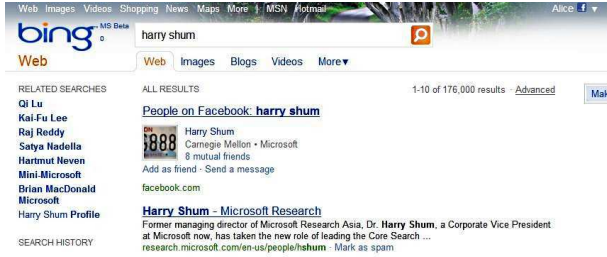 Web Images Videos Shopping News Maps More | MSN Hotmail
Alice
bing MS Beta
harry shum
Web
Web Images Blogs Videos More▼
RELATED SEARCHES
Qi Lu
Kai-Fu Lee
Raj Reddy
Satya Nadella
Hartmut Neven
Mini-Microsoft
Brian MacDonald
Microsoft
Harry Shum Profile
SEARCH HISTORY
ALL RESULTS
1-10 of 176,000 results · Advanced
Mak
People on Facebook: harry shum
8888
Harry Shum
Carnegie Mellon • Microsoft
8 mutual friends
Add as friend · Send a message
facebook.com
Harry Shum - Microsoft Research
Former managing director of Microsoft Research Asia, Dr. Harry Shum, a Corporate Vice President
at Microsoft now, has taken the new role of leading the Core Search ...
research.microsoft.com/en-us/people/hshum · Mark as spam